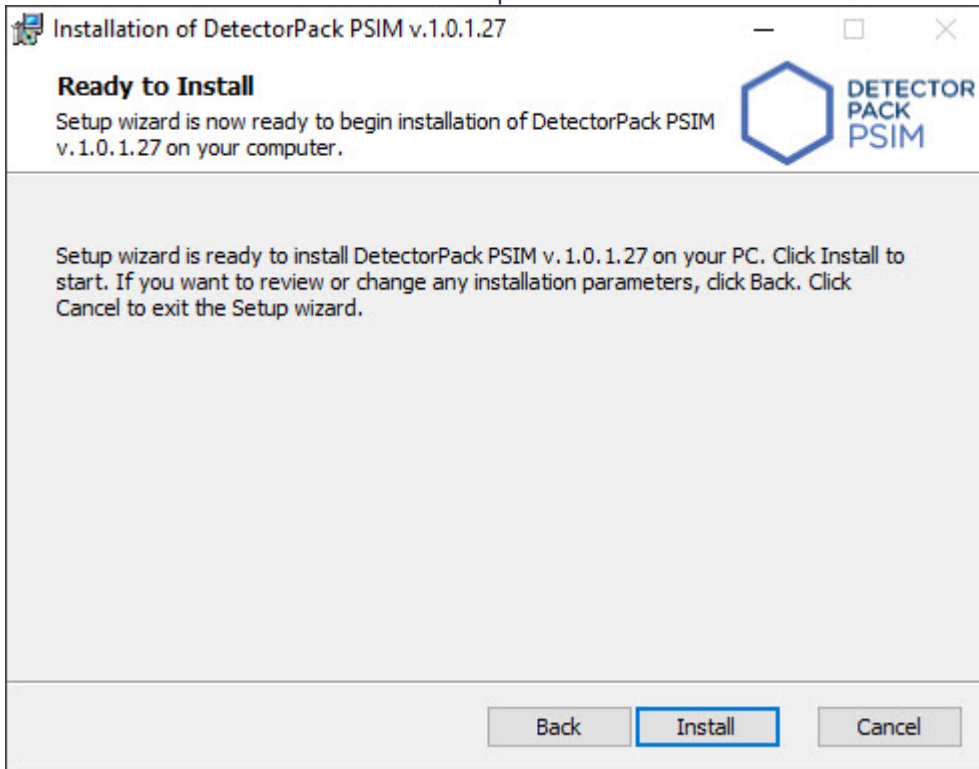 Installation of DetectorPack PSIM v.1.0.1.27
Ready to Install
Setup wizard is now ready to begin installation of DetectorPack PSIM
v.1.0.1.27 on your computer.
DETECTOR
PACK
PSIM
Setup wizard is ready to install DetectorPack PSIM v.1.0.1.27 on your PC. Click Install to
start. If you want to review or change any installation parameters, click Back. Click
Cancel to exit the Setup wizard.
Back
Install
Cancel